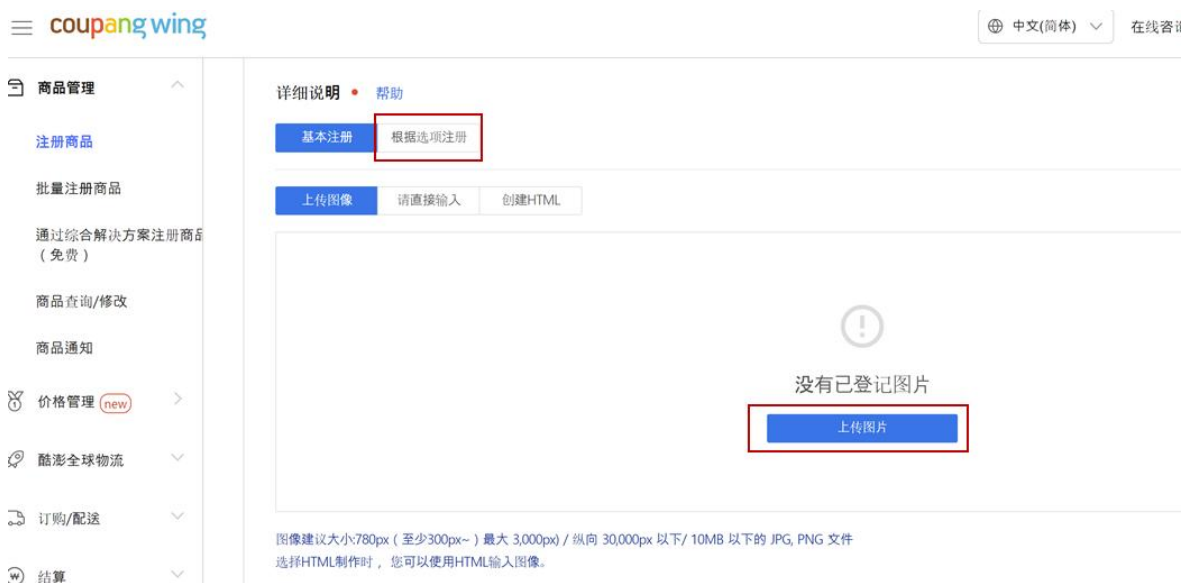 coupang wing
中文(简体)
在线咨询
商品管理
注册商品
批量注册商品
通过综合解决方案注册商品
(免费)
商品查询/修改
商品通知
价格管理 new
酷澎全球物流
订购/配送
结算
详细说明
帮助
基本注册
根据选项注册
上传图像
请直接输入
创建HTML
没有已登记图片
上传图片
图像建议大小:780px ( 至少300px~ ) 最大 3,000px) / 纵向 30,000px 以下/ 10MB 以下的 JPG, PNG 文件
选择HTML制作时， 您可以使用HTML输入图像。